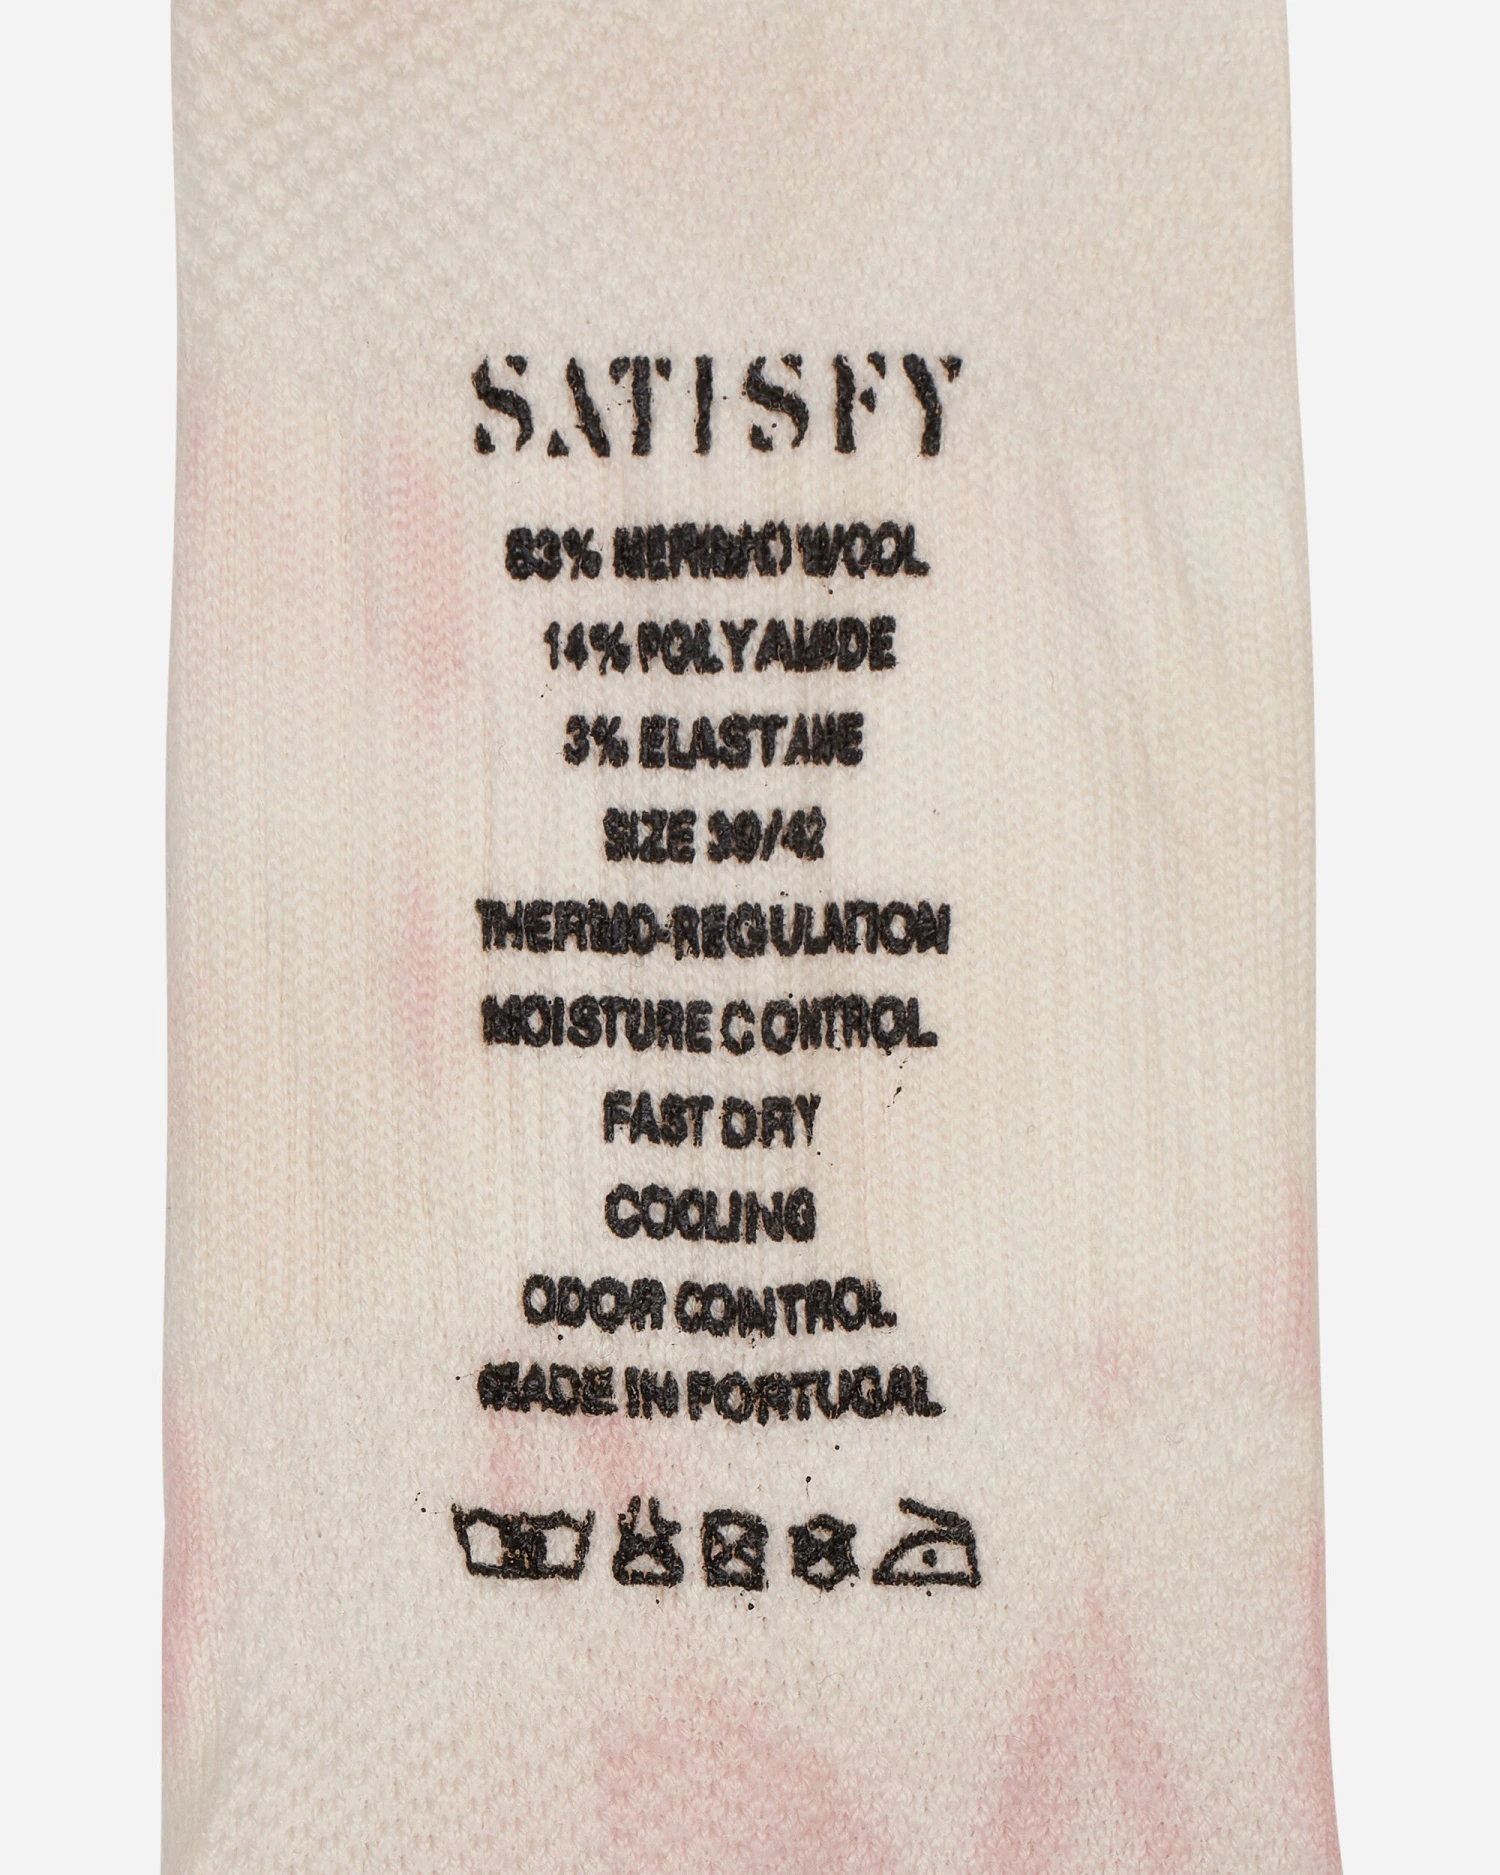 SATISFY
83% MERINO WOOL
14% POLYAMIDE
3% ELASTANE
SIZE 39/42
THERMO-REGULATION
MOISTURE CONTROL
FAST DRY
COOLING
ODOR CONTROL
MADE IN PORTUGAL